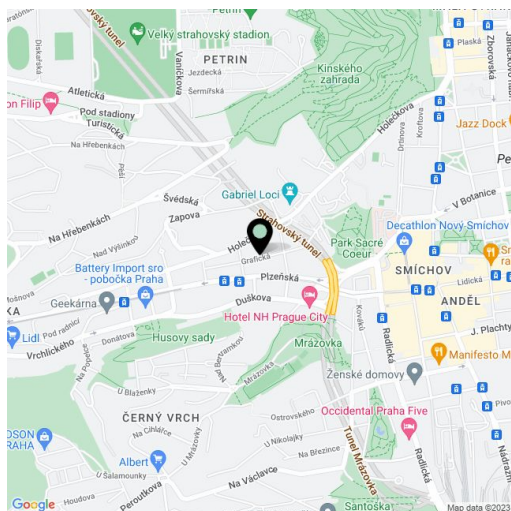 Petřín
Velký strahovský stadion
Strahovský tunel
Vaníčkova
Diskařská
PETRIN
Jezdecká
Šermířská
Kinského
zahrada
Plaská
Zborovská
Atletická
Pod stadiony
Turistická
Na Hřebenkách
Holečkova
Drtinova
Kroftova
Jazz Dock
Gabriel Loci
Švédská
Zapova
Strahovský tunel
V Botanice
Na Hřebenkách
Nad Výšinkou
Grafická
Park Sacré
Coeur
Decathlon Nový Smíchov
Battery Import sro
- pobočka Praha
Plzeňská
SMÍCHOV
Lidická
Geekárna
Duškova
ANDĚL
Hotel NH Prague City
Kováků
Radlická
J. Plachty
Lidl
Pod radnicí
Donátova
Vrchlického
Husovy sady
Nad Bertramkou
Mrázovka
Mrázovka
Ženské domovy
Manifesto M
Na Popelce
U Blaženky
ČERNÝ VRCH
Na Cihlářce
U Mrázovky
Ostrovského
U Nikolajky
Na Březince
Occidental Praha Five
Radlická
Nádražní
Albert
U Šalamounky
Peroutkova
Na Václavce
Tunel Mrázovka
Houdova
Santoška
Google
Map data ©2023